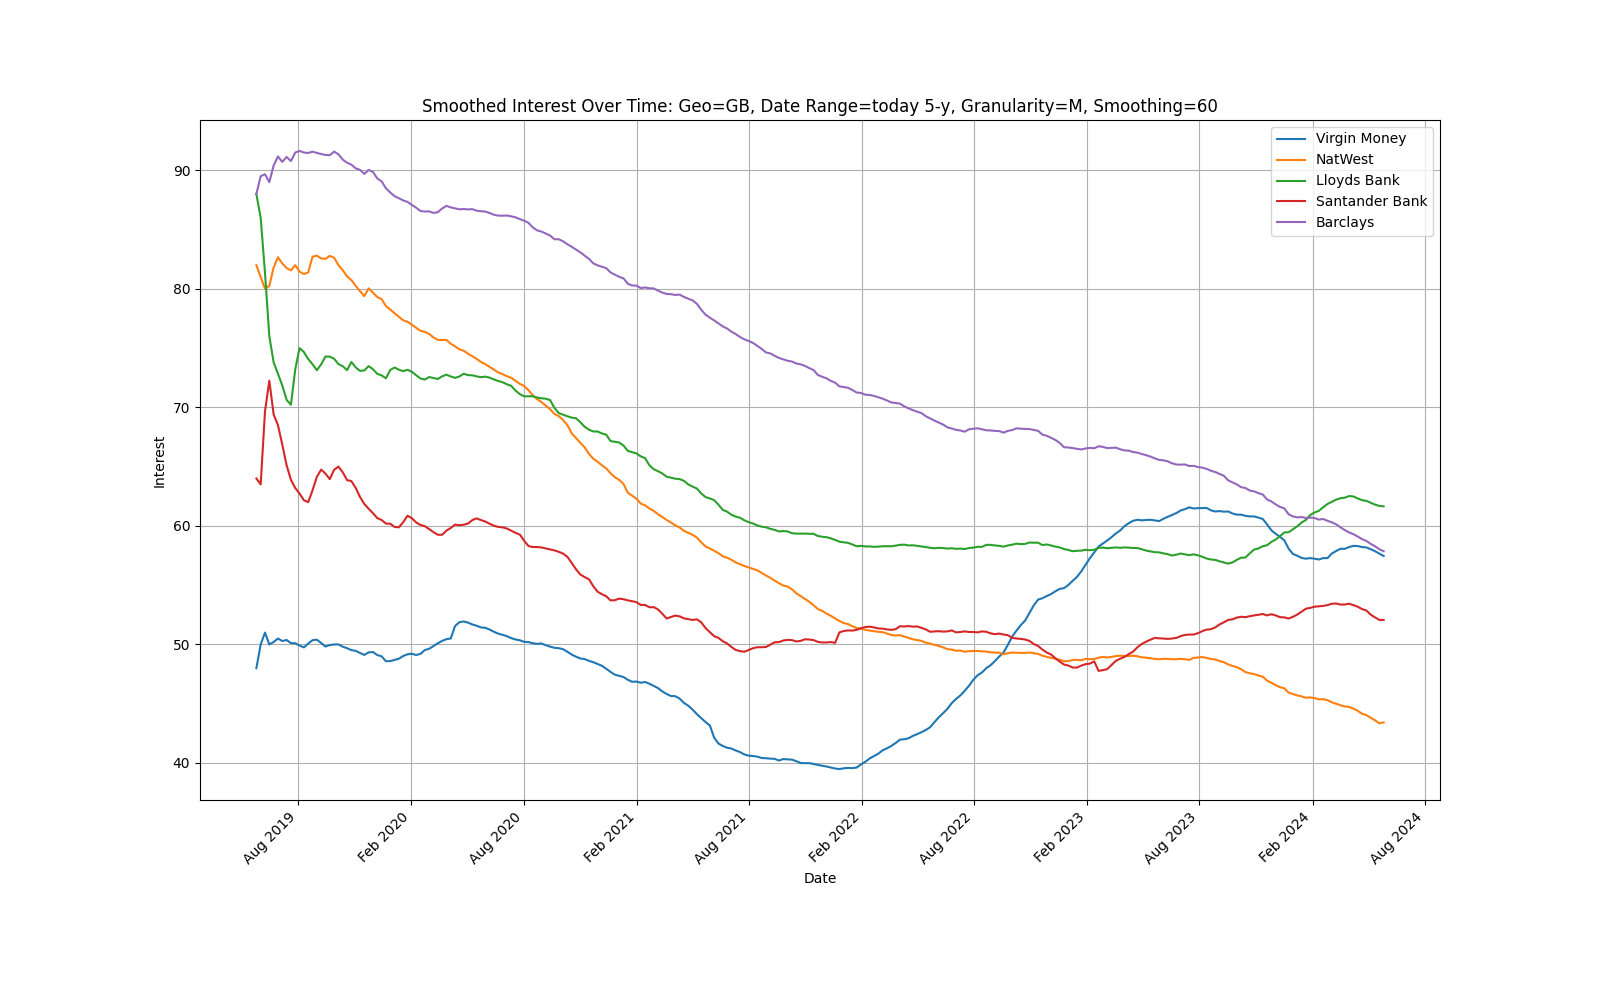 Smoothed Interest Over Time: Geo=GB, Date Range=today 5-y, Granularity=M, Smoothing=60
Virgin Money
NatWest
Lloyds Bank
Santander Bank
Barclays
90
80
70
60
50
40
Interest
Aug 2019
Feb 2020
Aug 2020
Feb 2021
Aug 2021
Feb 2022
Aug 2022
Feb 2023
Aug 2023
Feb 2024
Aug 2024
Date